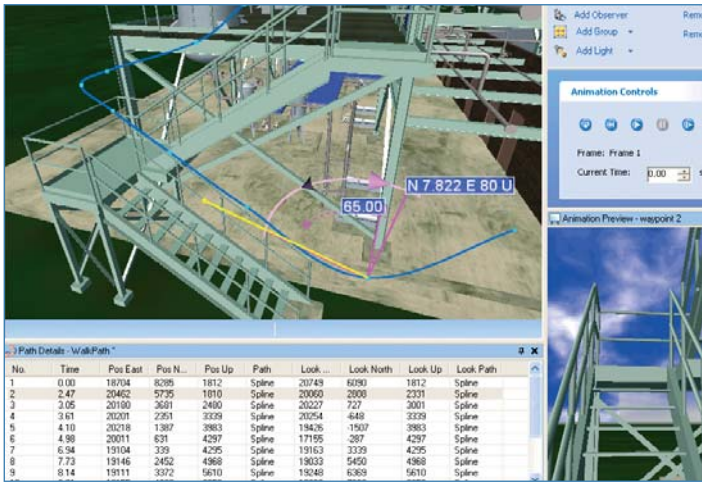 Add Observer Rem
Add Group Rem
Add Light
Animation Controls
Frame: Frame 1
Current Time: 0.00 s
N 7.822 E 80 U
65.00
Animation Preview - waypoint 2
Path Details - WalkPath *
No. Time Pos East Pos N... Pos Up Path Look ... Look North Look Up Look Path
1 0.00 18704 8285 1812 Spline 20749 6090 1812 Spline
2 2.47 20462 5735 1810 Spline 20060 2808 2331 Spline
3 3.05 20180 3681 2480 Spline 20227 727 3001 Spline
4 3.61 20201 2351 3339 Spline 20254 -648 3339 Spline
5 4.10 20218 1387 3983 Spline 19426 -1507 3983 Spline
6 4.98 20011 631 4297 Spline 17155 -287 4297 Spline
7 6.94 19104 339 4295 Spline 19163 3339 4295 Spline
8 7.73 19146 2452 4968 Spline 19033 5450 4968 Spline
9 8.14 19111 3372 5610 Spline 19248 6369 5610 Spline